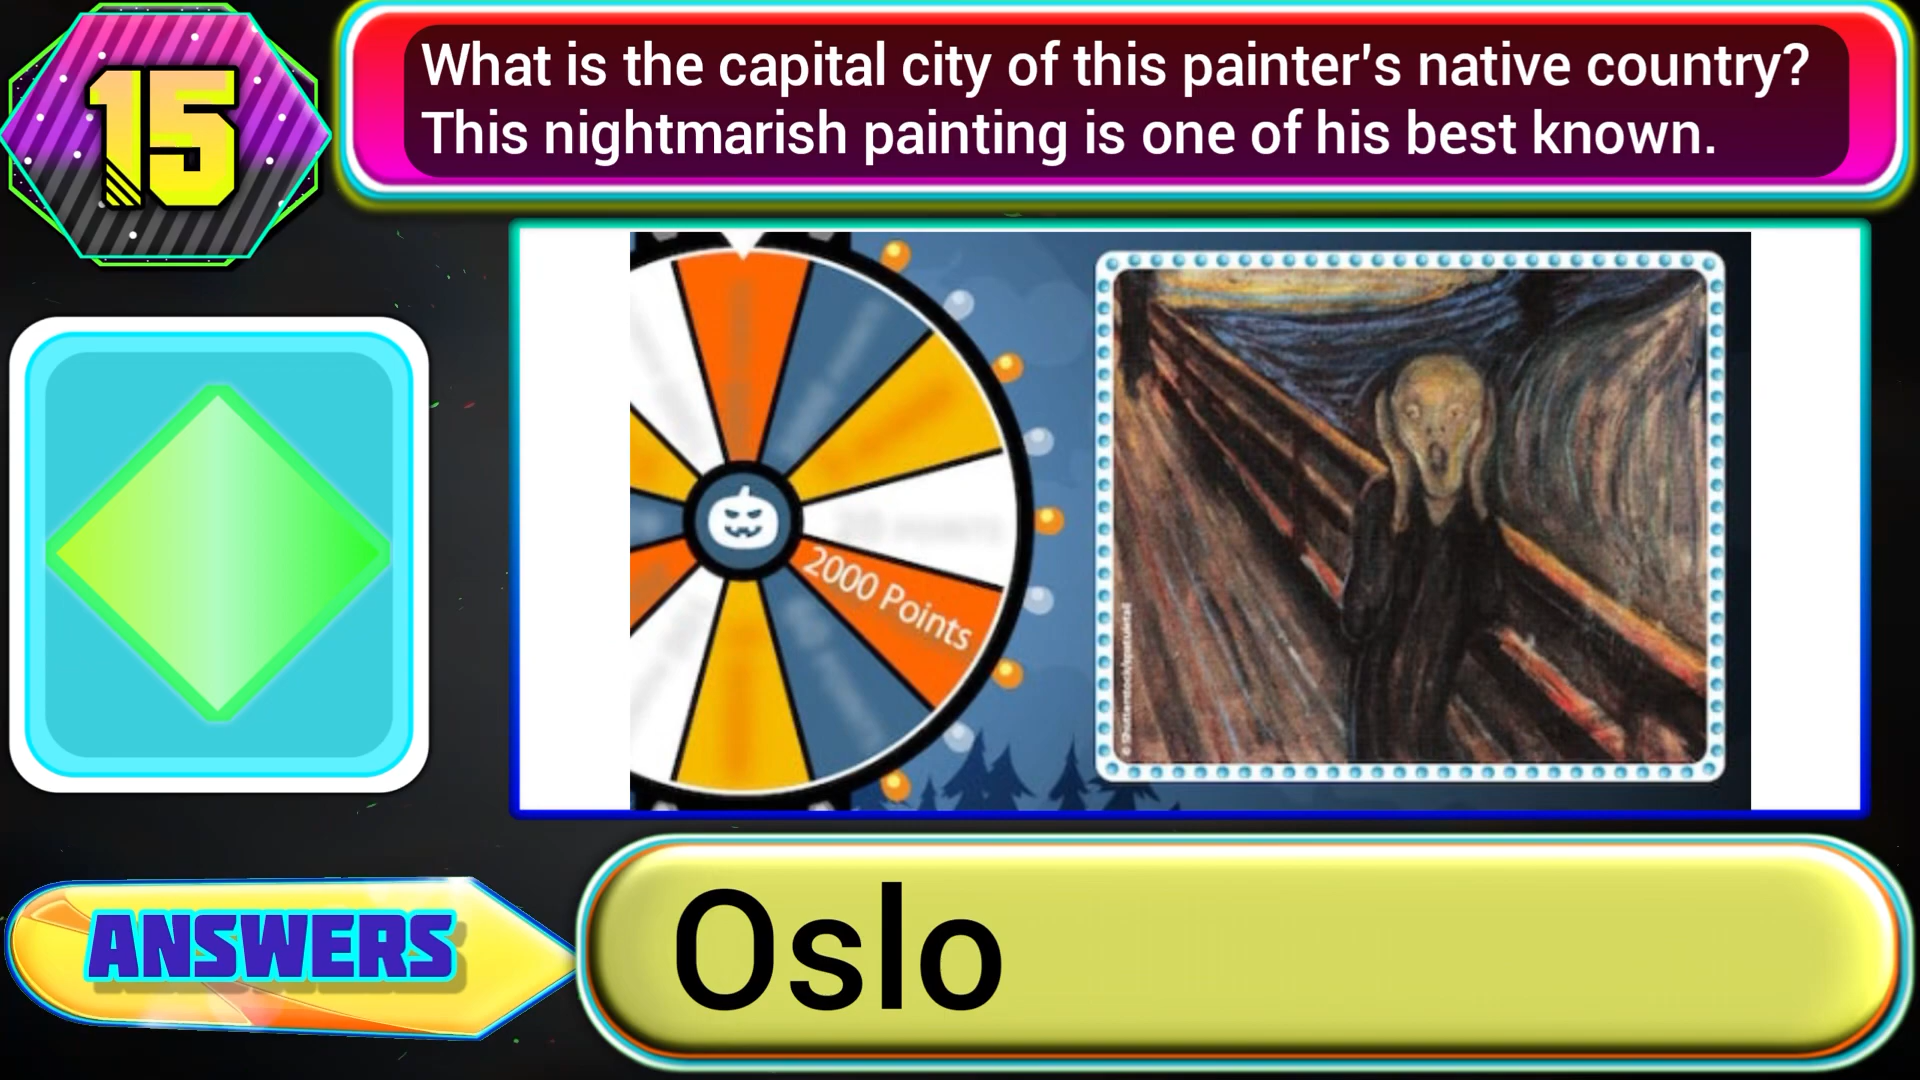 15
What is the capital city of this painter's native country?
This nightmarish painting is one of his best known.
2000 Points
ANSWERS
Oslo